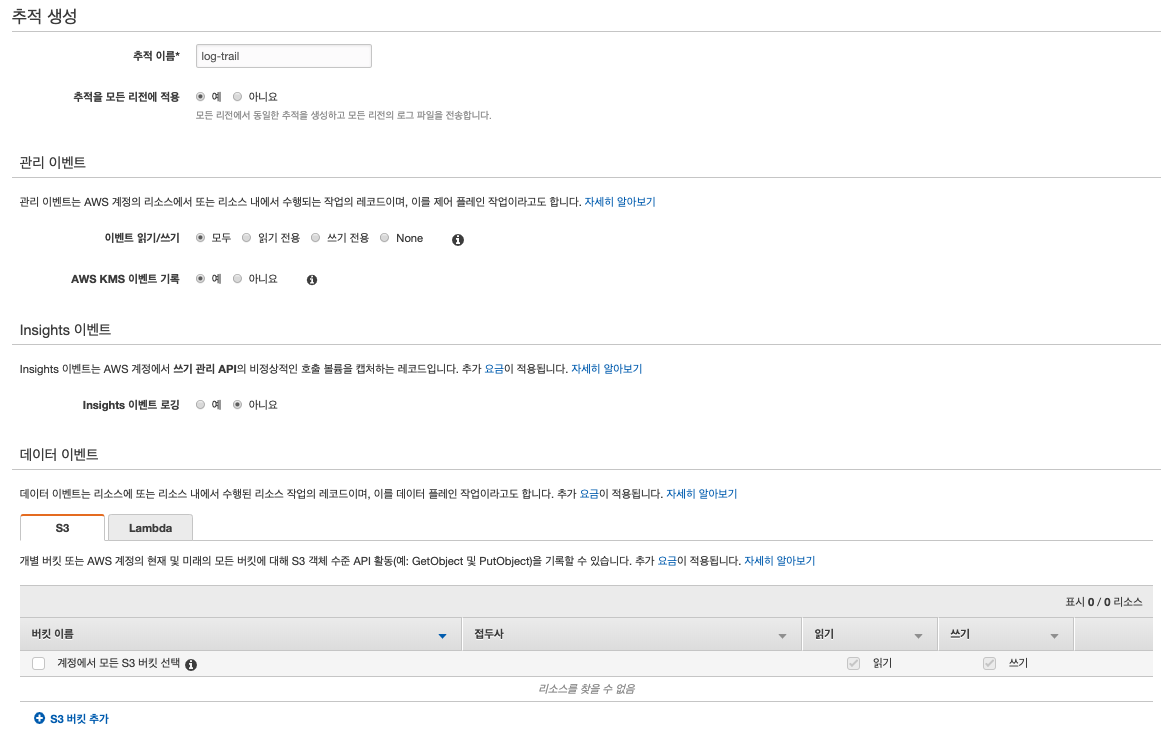 추적 생성
추적 이름* log-trail
추적을 모든 리전에 적용 예 아니요
모든 리전에서 동일한 추적을 생성하고 모든 리전의 로그 파일을 전송합니다.
관리 이벤트
관리 이벤트는 AWS 계정의 리소스에서 또는 리소스 내에서 수행되는 작업의 레코드이며, 이를 제어 플레인 작업이라고도 합니다. 자세히 알아보기
이벤트 읽기/쓰기 모두 읽기 전용 쓰기 전용 None
AWS KMS 이벤트 기록 예 아니요
Insights 이벤트
Insights 이벤트는 AWS 계정에서 쓰기 관리 API의 비정상적인 호출 볼륨을 캡처하는 레코드입니다. 추가 요금이 적용됩니다. 자세히 알아보기
Insights 이벤트 로깅 예 아니요
데이터 이벤트
데이터 이벤트는 리소스에 또는 리소스 내에서 수행된 리소스 작업의 레코드이며, 이를 데이터 플레인 작업이라고도 합니다. 추가 요금이 적용됩니다. 자세히 알아보기
S3 Lambda
개별 버킷 또는 AWS 계정의 현재 및 미래의 모든 버킷에 대해 S3 객체 수준 API 활동(예: GetObject 및 PutObject)을 기록할 수 있습니다. 추가 요금이 적용됩니다. 자세히 알아보기
표시 0 / 0 리소스
버킷 이름 접두사 읽기 쓰기
계정에서 모든 S3 버킷 선택 읽기 쓰기
리소스를 찾을 수 없음
S3 버킷 추가